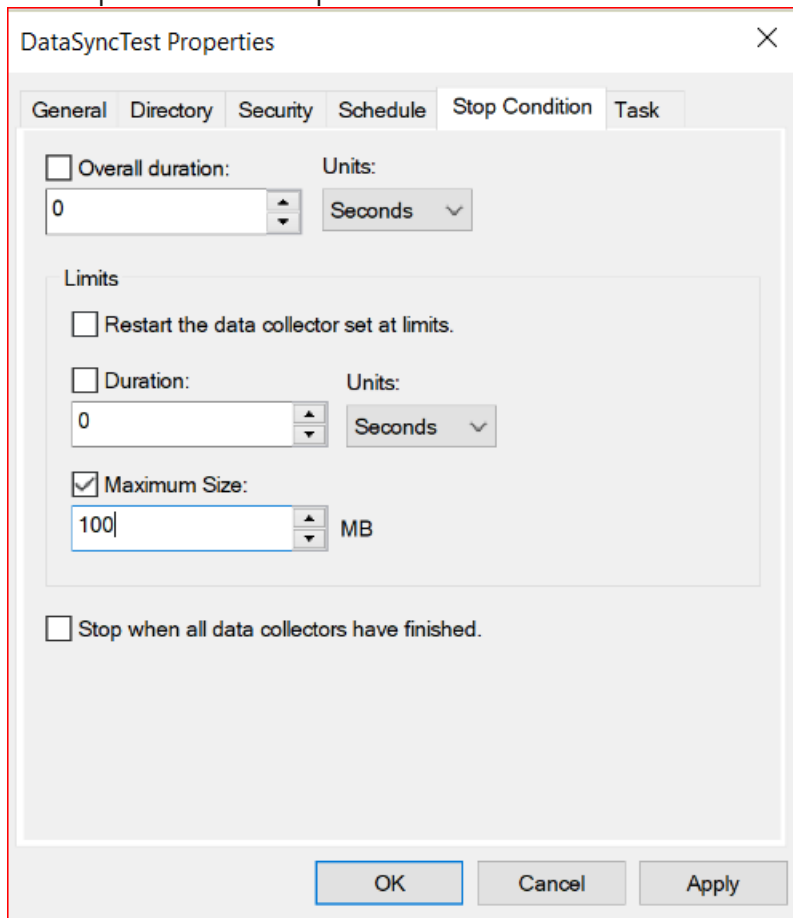 DataSyncTest Properties
General Directory Security Schedule Stop Condition Task
Overall duration: Units:
0 Seconds
Limits
Restart the data collector set at limits.
Duration: Units:
0 Seconds
Maximum Size:
100 MB
Stop when all data collectors have finished.
OK Cancel Apply